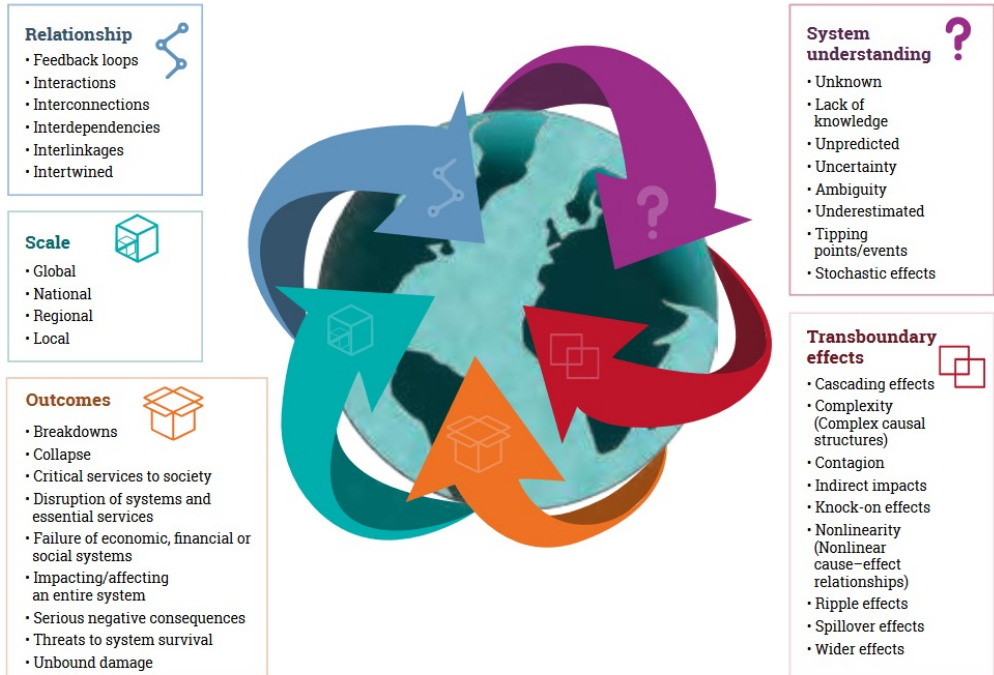 Relationship
• Feedback loops
• Interactions
• Interconnections
• Interdependencies
• Interlinkages
• Intertwined
Scale
• Global
• National
• Regional
• Local
Outcomes
• Breakdowns
• Collapse
• Critical services to society
• Disruption of systems and
essential services
• Failure of economic, financial or
social systems
• Impacting/affecting
an entire system
• Serious negative consequences
• Threats to system survival
• Unbound damage
?
System
understanding
?
• Unknown
• Lack of
knowledge
• Unpredicted
• Uncertainty
• Ambiguity
• Underestimated
• Tipping
points/events
• Stochastic effects
Transboundary
effects
• Cascading effects
• Complexity
(Complex causal
structures)
• Contagion
• Indirect impacts
• Knock-on effects
• Nonlinearity
(Nonlinear
cause–effect
relationships)
• Ripple effects
• Spillover effects
• Wider effects